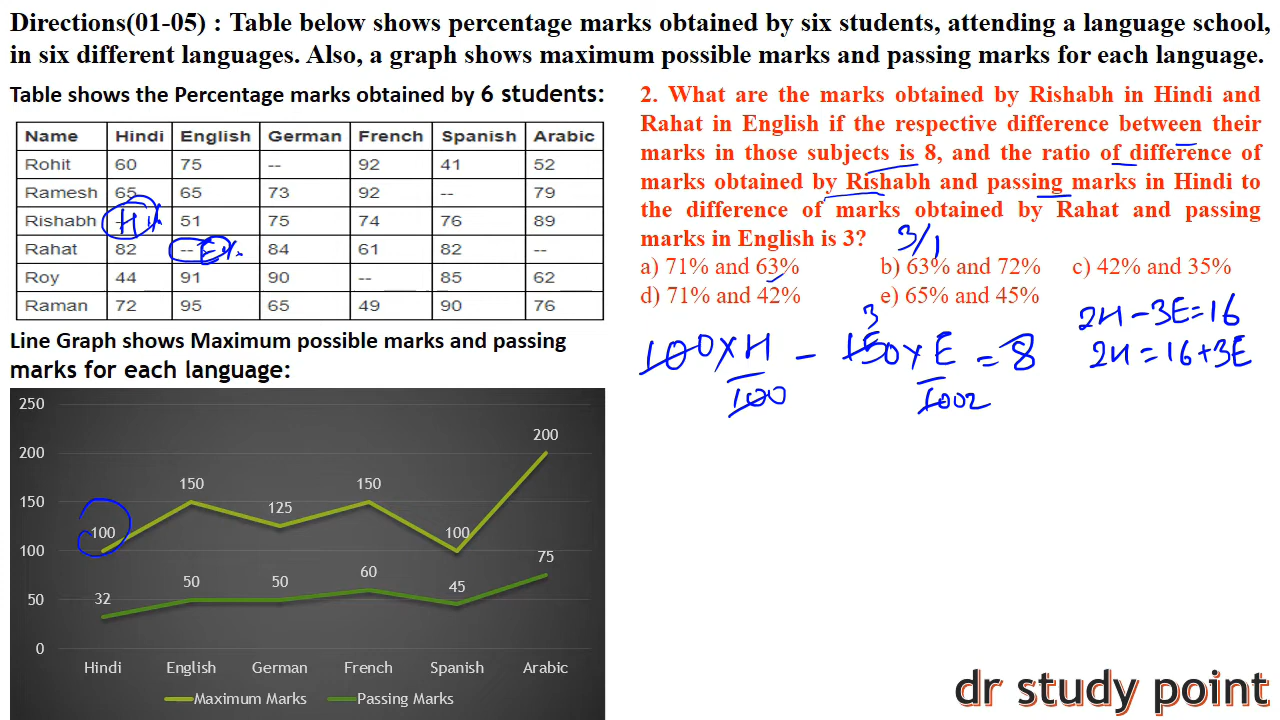 Directions(01-05) : Table below shows percentage marks obtained by six students, attending a language school,
in six different languages. Also, a graph shows maximum possible marks and passing marks for each language.
Table shows the Percentage marks obtained by 6 students:
Name Hindi English German French Spanish Arabic
Rohit 60 75 -- 92 41 52
Ramesh 65 65 73 92 -- 79
Rishabh H% 51 75 74 76 89
Rahat 82 -- E% 84 61 82 --
Roy 44 91 90 -- 85 62
Raman 72 95 65 49 90 76
Line Graph shows Maximum possible marks and passing
marks for each language:
250
200
150
100
50
0
200
150
125
150
100
100
75
60
50
50
45
32
Hindi English German French Spanish Arabic
Maximum Marks Passing Marks
2. What are the marks obtained by Rishabh in Hindi and
Rahat in English if the respective difference between their
marks in those subjects is 8, and the ratio of difference of
marks obtained by Rishabh and passing marks in Hindi to
the difference of marks obtained by Rahat and passing
marks in English is 3? 3/1
a) 71% and 63% b) 63% and 72% c) 42% and 35%
d) 71% and 42% e) 65% and 45%
3
100 × H – 150 × E = 8
100 100 2
2H – 3E = 16
2H = 16 + 3E
dr study point